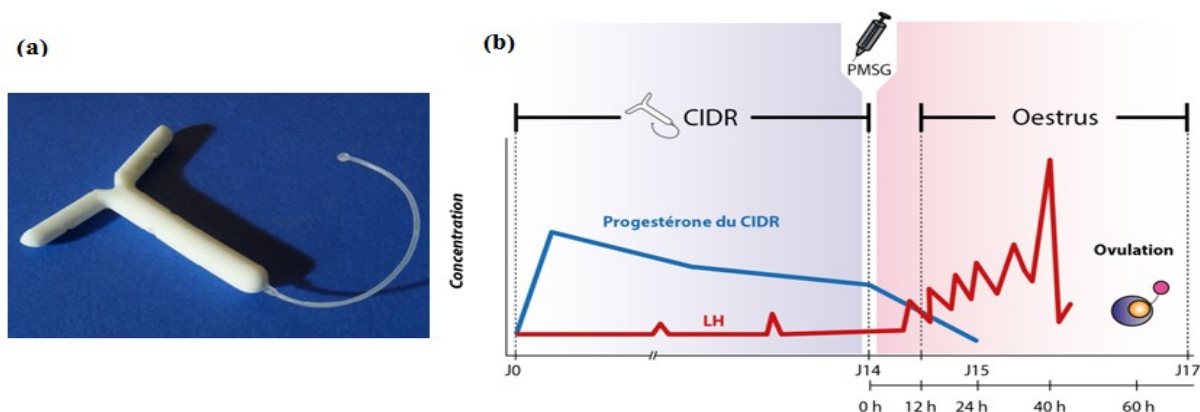 (a)
(b)
PMSG
CIDR
Oestrus
Concentration
Progestérone du CIDR
LH
Ovulation
J0
J14
J15
J17
0 h
12 h
24 h
40 h
60 h